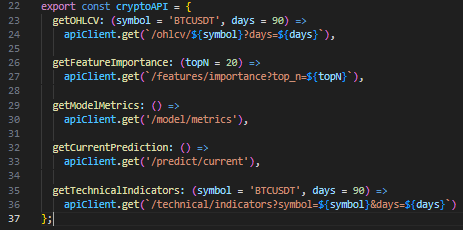 22 export const cryptoAPI = {
23 getOHLCV: (symbol = 'BTCUSDT', days = 90) =>
24 apiClient.get(`/ohlcv/${symbol}?days=${days}`),
25
26 getFeatureImportance: (topN = 20) =>
27 apiClient.get(`/features/importance?top_n=${topN}`),
28
29 getModelMetrics: () =>
30 apiClient.get('/model/metrics'),
31
32 getCurrentPrediction: () =>
33 apiClient.get('/predict/current'),
34
35 getTechnicalIndicators: (symbol = 'BTCUSDT', days = 90) =>
36 apiClient.get(`/technical/indicators?symbol=${symbol}&days=${days}`)
37 };